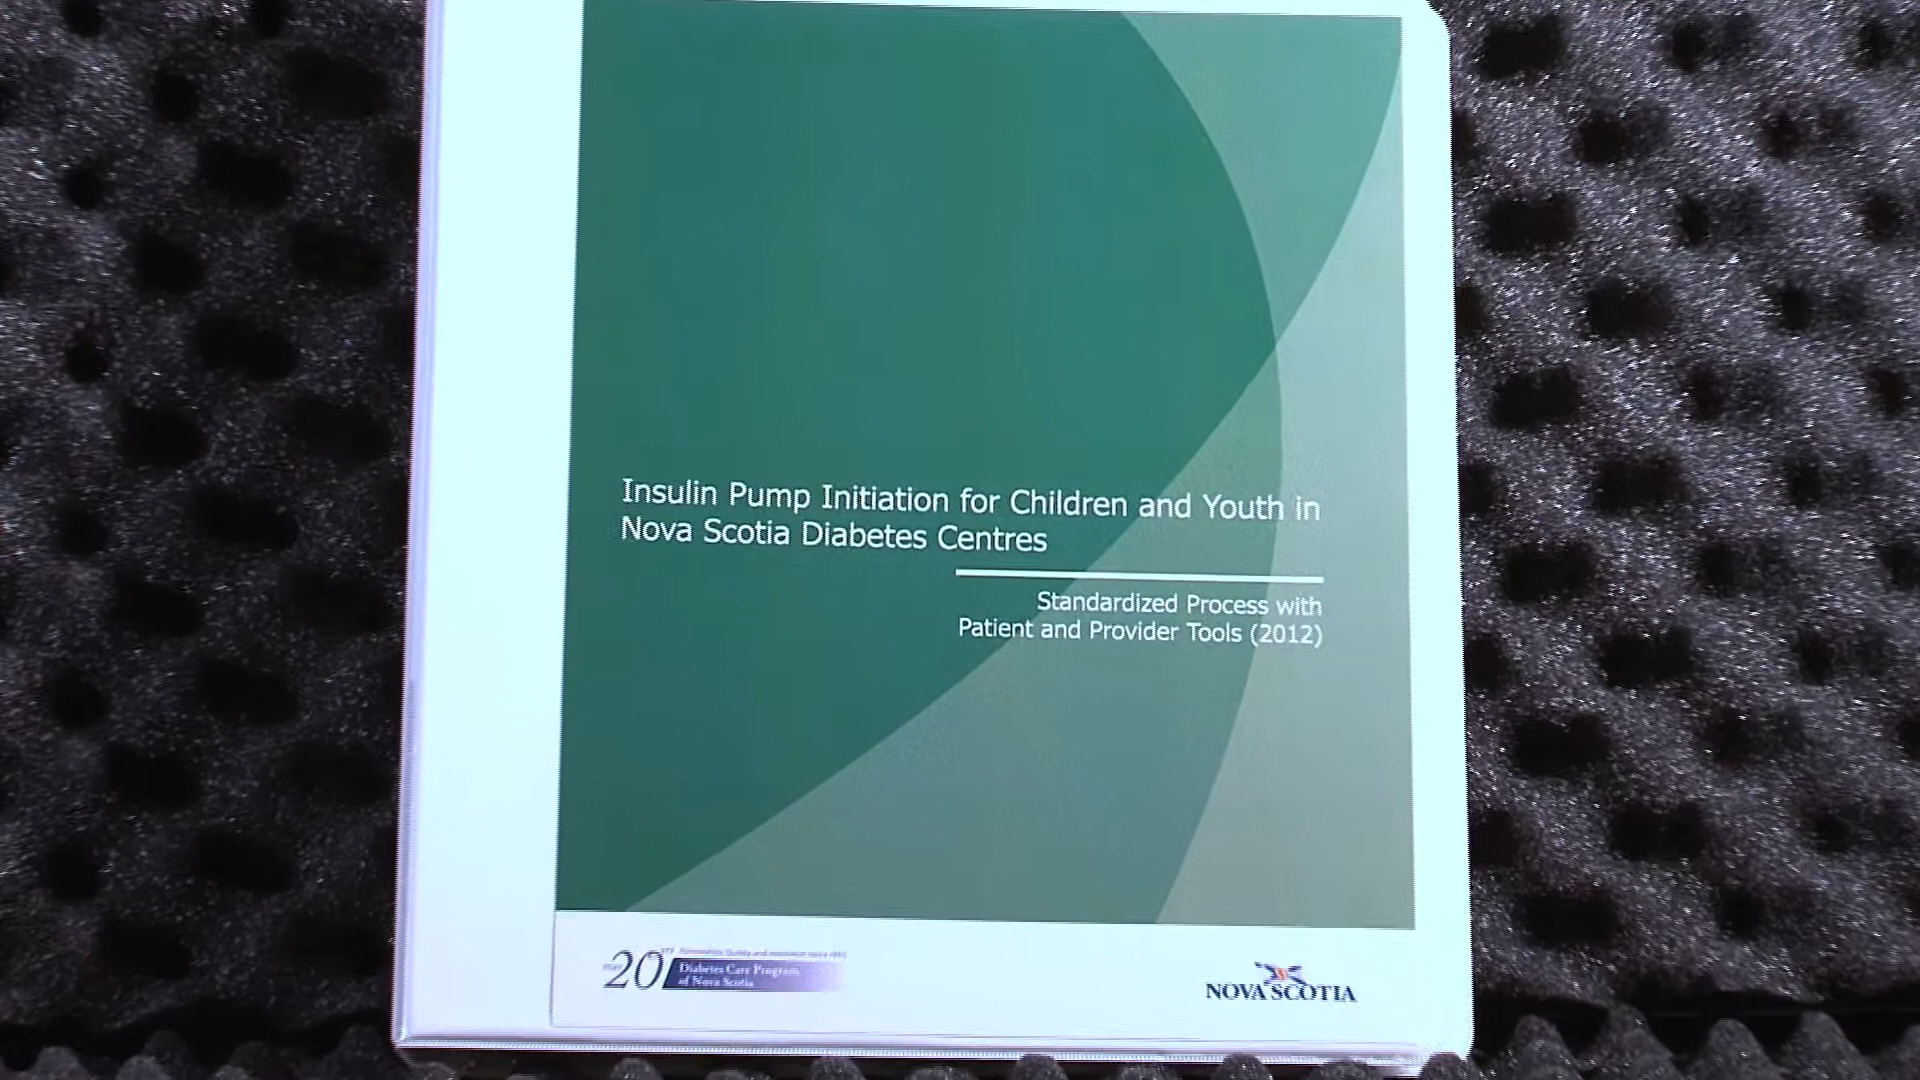 Insulin Pump Initiation for Children and Youth in
Nova Scotia Diabetes Centres
Standardized Process with
Patient and Provider Tools (2012)
20
Diabetes Care Program
of Nova Scotia
NOVA SCOTIA